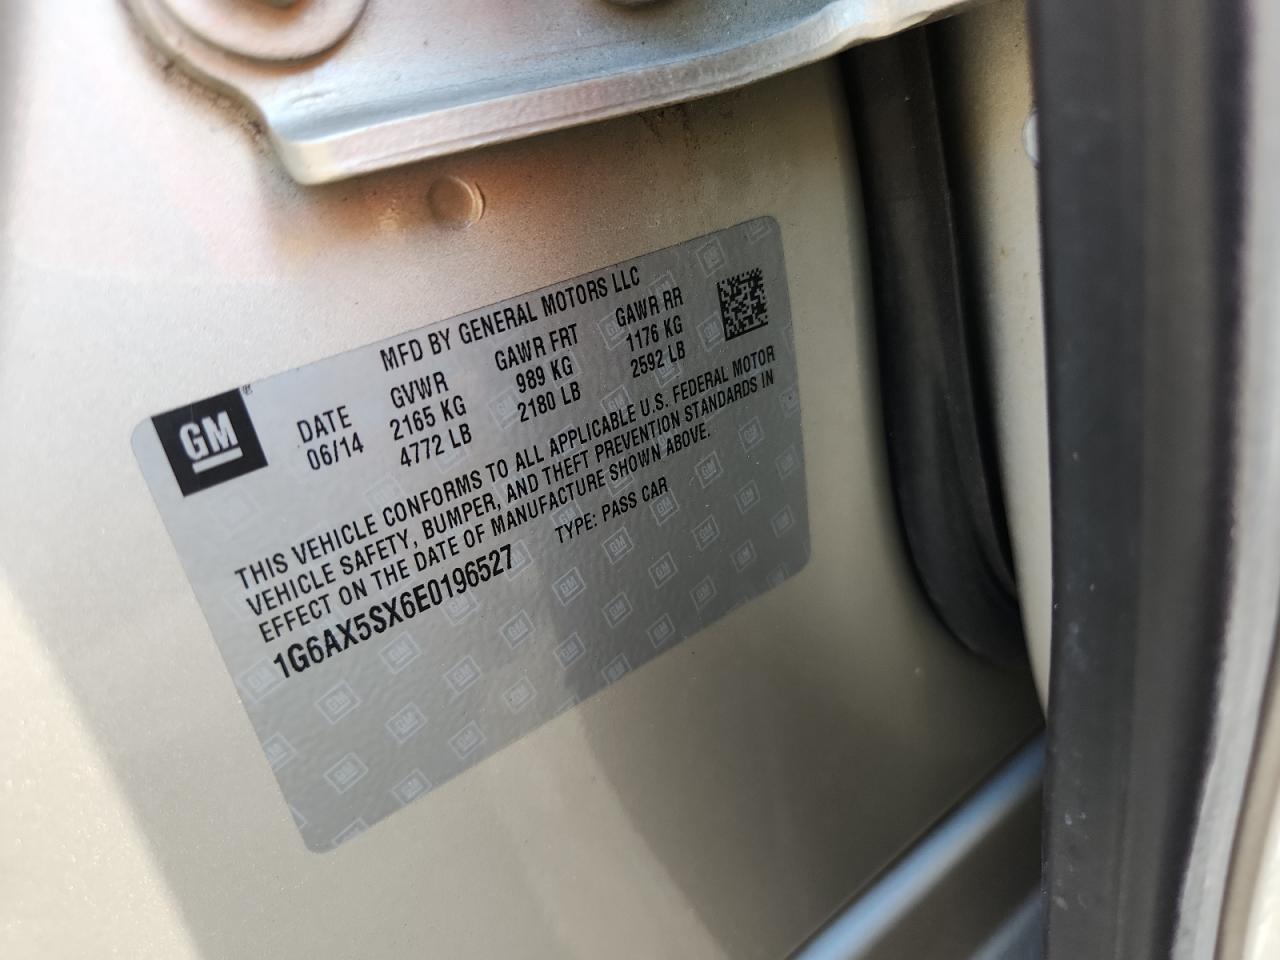 MFD BY GENERAL MOTORS LLC
GM®
DATE GVWR GAWR FRT GAWR RR
06/14 2165 KG 989 KG 1176 KG
4772 LB 2180 LB 2592 LB
THIS VEHICLE CONFORMS TO ALL APPLICABLE U.S. FEDERAL MOTOR
VEHICLE SAFETY, BUMPER, AND THEFT PREVENTION STANDARDS IN
EFFECT ON THE DATE OF MANUFACTURE SHOWN ABOVE.
1G6AX5SX6E0196527 TYPE: PASS CAR